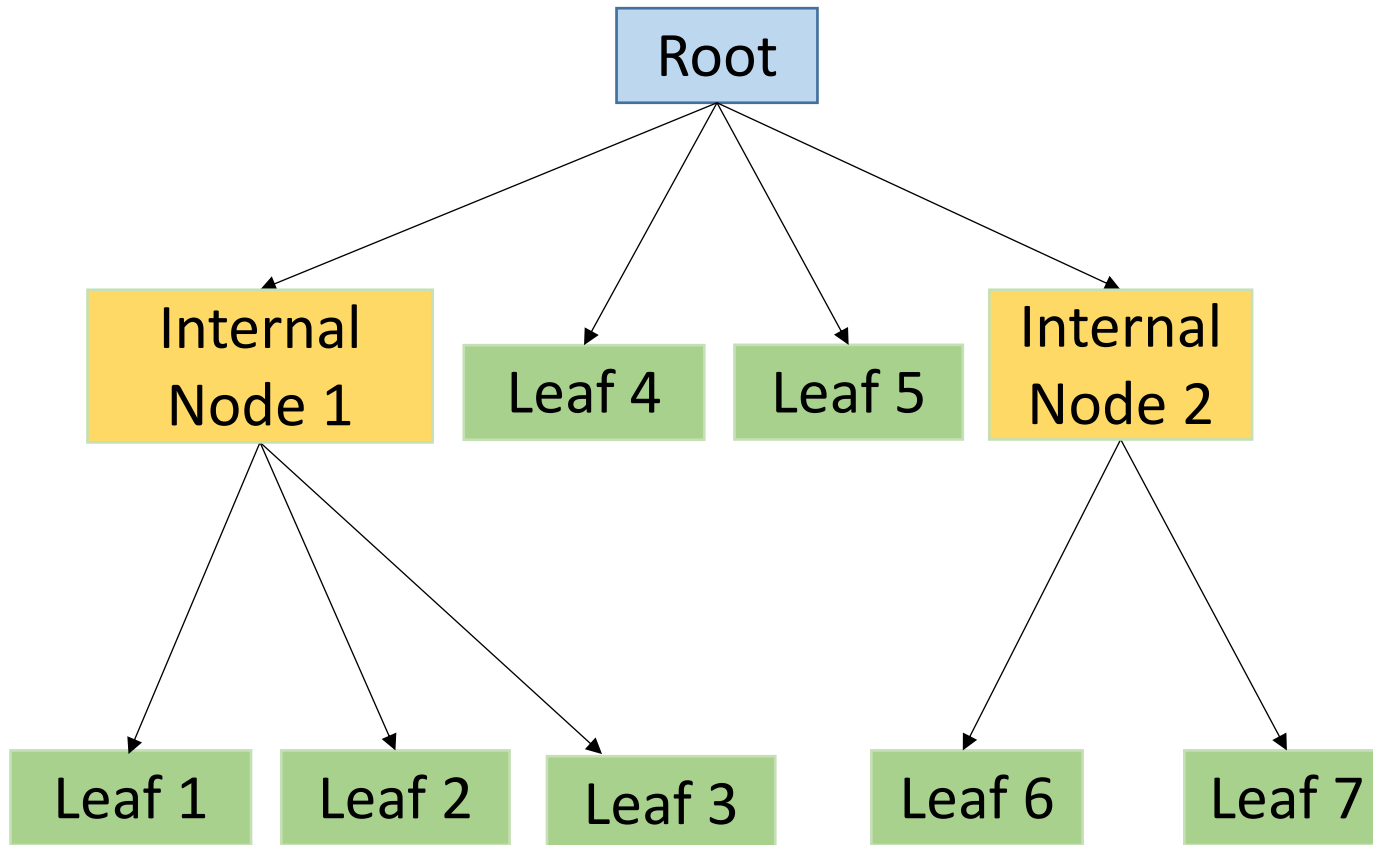 Root
Internal
Node 1
Leaf 4
Leaf 5
Internal
Node 2
Leaf 1
Leaf 2
Leaf 3
Leaf 6
Leaf 7